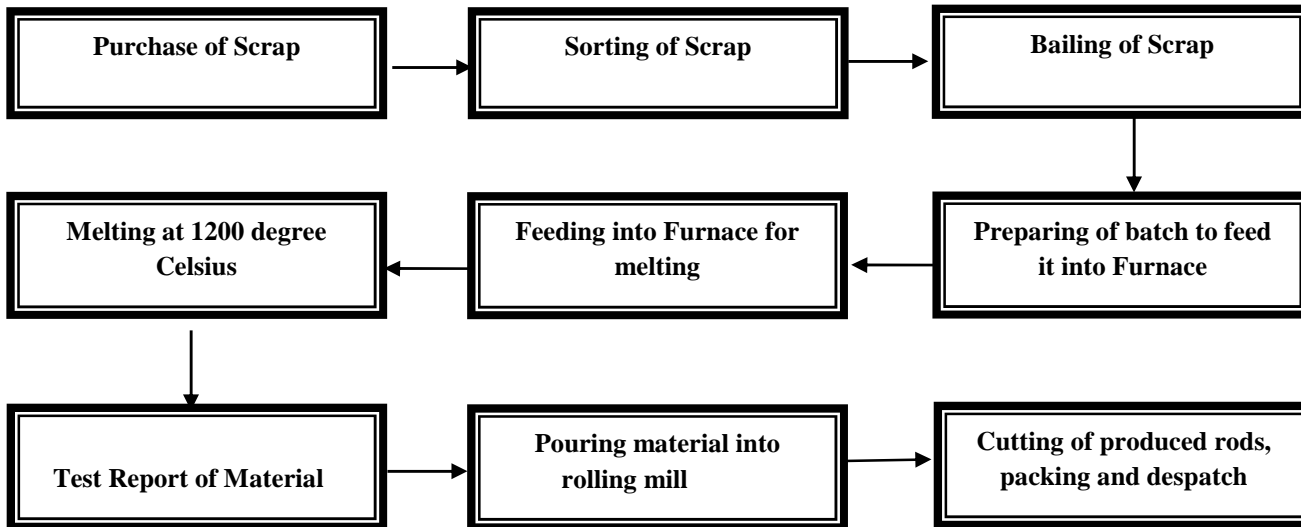 Purchase of Scrap
Sorting of Scrap
Bailing of Scrap
Preparing of batch to feed
it into Furnace
Feeding into Furnace for
melting
Melting at 1200 degree
Celsius
Test Report of Material
Pouring material into
rolling mill
Cutting of produced rods,
packing and despatch